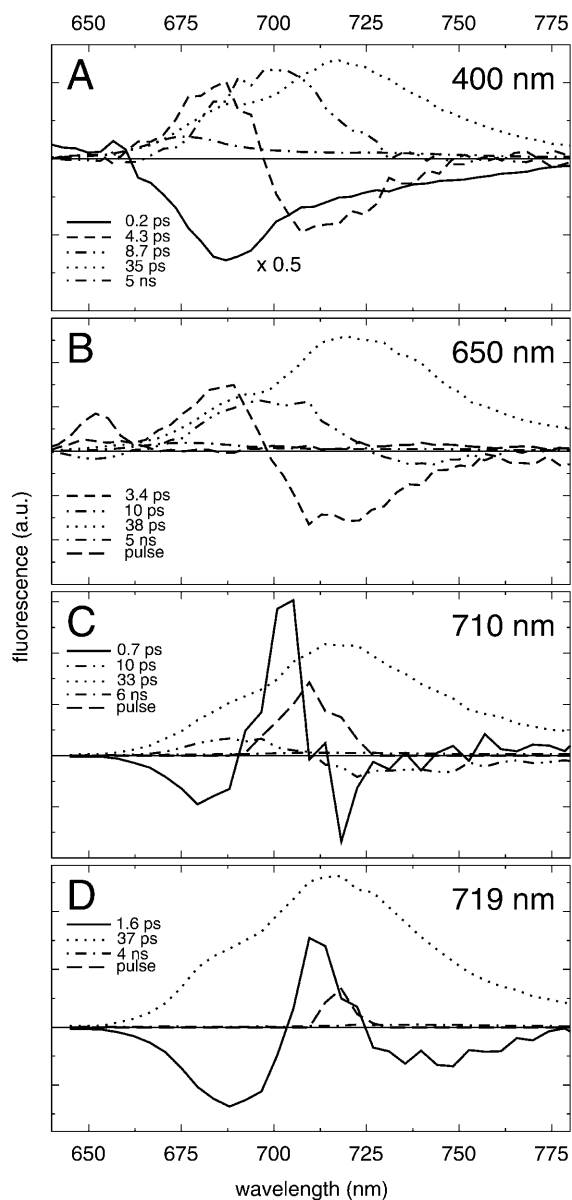 650 675 700 725 750 775
A
400 nm
0.2 ps
4.3 ps
8.7 ps
35 ps
5 ns
x 0.5
B
650 nm
3.4 ps
10 ps
38 ps
5 ns
pulse
fluorescence (a.u.)
C
710 nm
0.7 ps
10 ps
33 ps
6 ns
pulse
D
719 nm
1.6 ps
37 ps
4 ns
pulse
650 675 700 725 750 775
wavelength (nm)